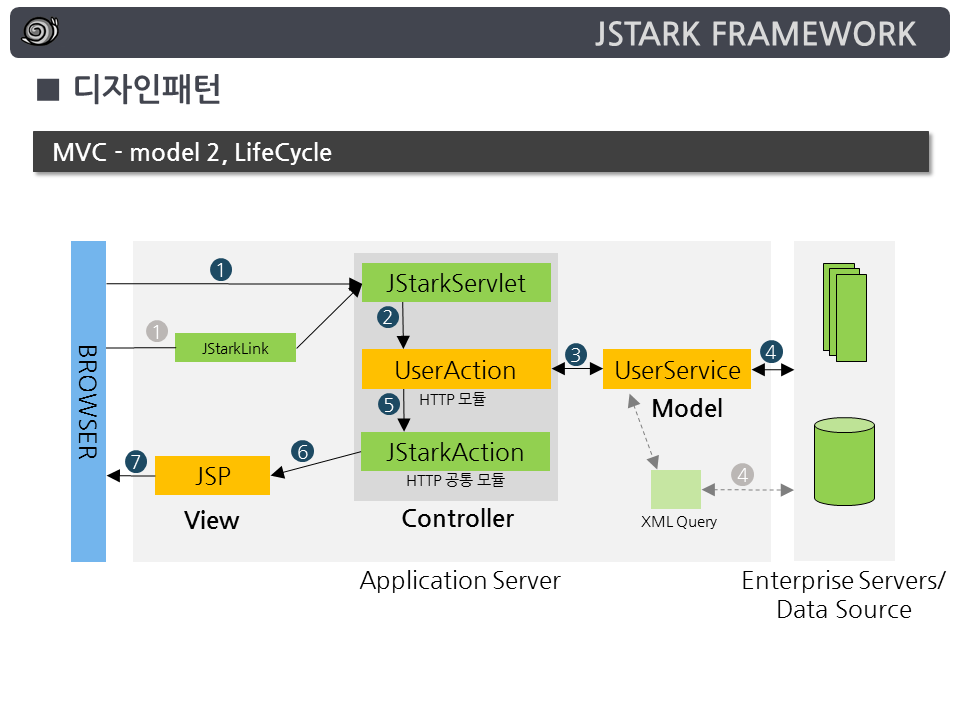 JSTARK FRAMEWORK
■ 디자인패턴
MVC - model 2, LifeCycle
BROWSER
1
JStarkServlet
1
JStarkLink
2
UserAction
HTTP 모듈
3
UserService
Model
4
5
JStarkAction
HTTP 공통 모듈
6
7
JSP
View
Controller
4
XML Query
Application Server
Enterprise Servers/
Data Source